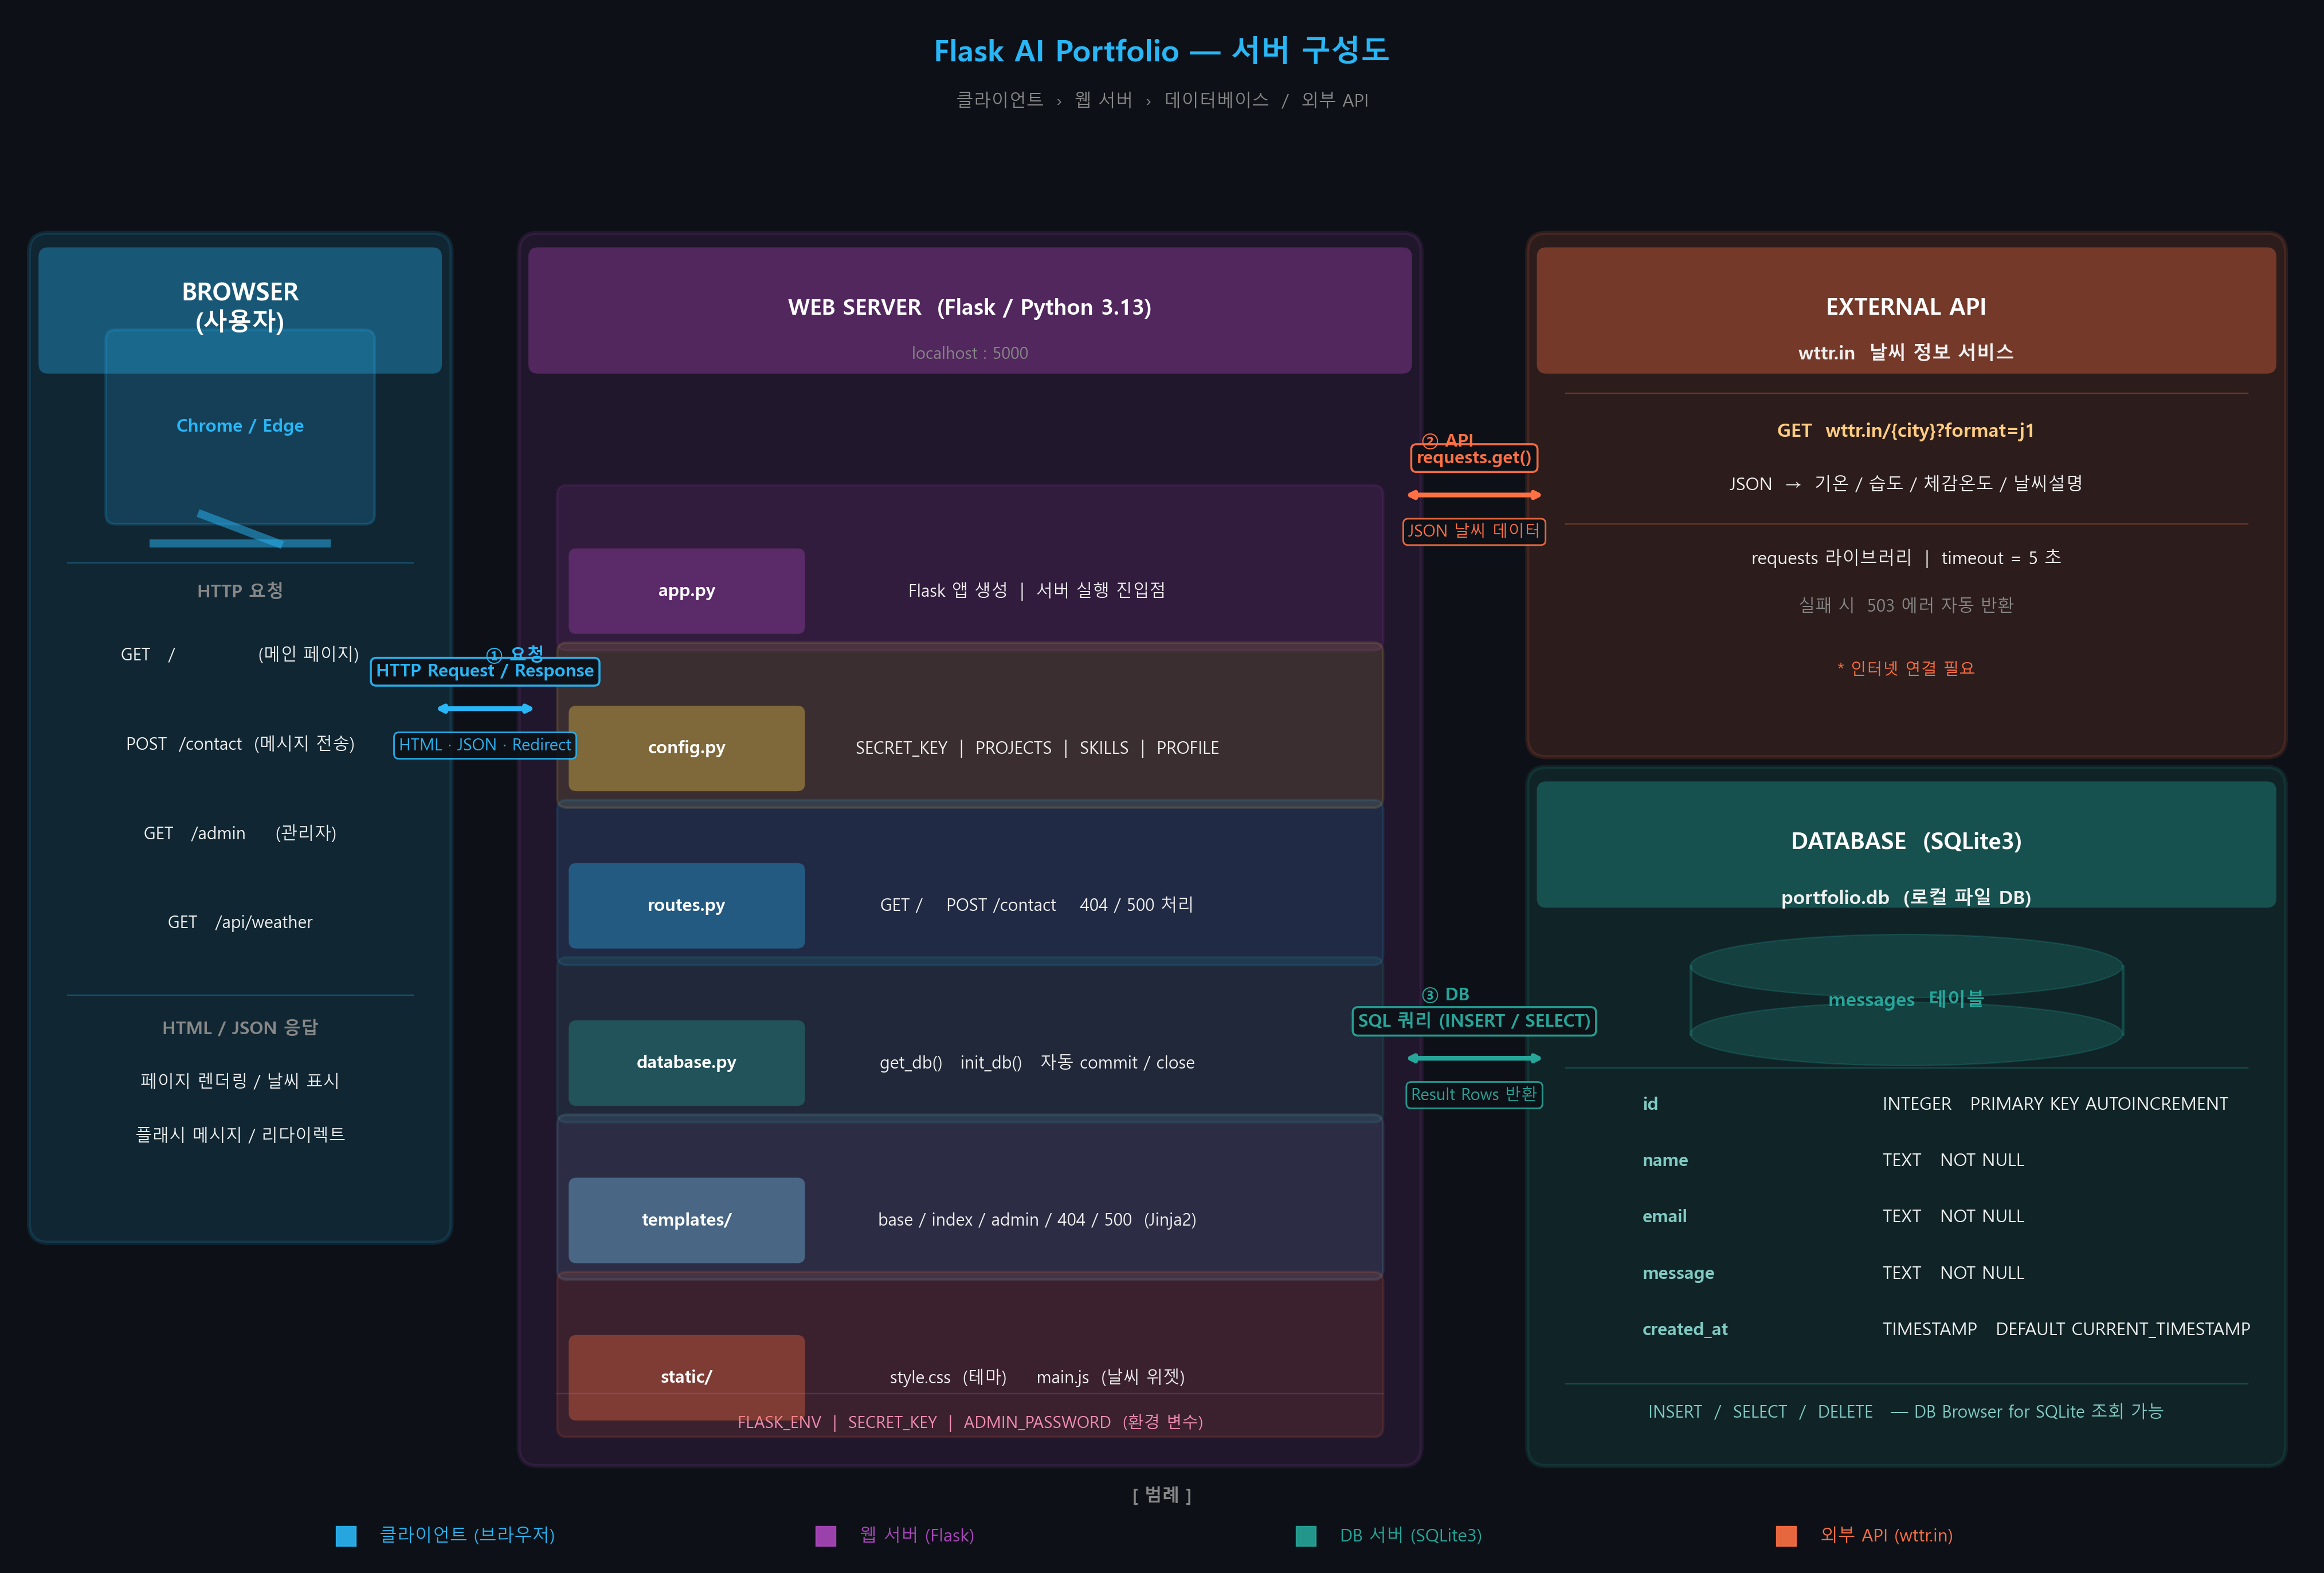 Flask AI Portfolio — 서버 구성도
클라이언트 › 웹 서버 › 데이터베이스 / 외부 API
BROWSER
(사용자)
Chrome / Edge
HTTP 요청
GET / (메인 페이지)
POST /contact (메시지 전송)
GET /admin (관리자)
GET /api/weather
HTML / JSON 응답
페이지 렌더링 / 날씨 표시
플래시 메시지 / 리다이렉트
① 요청
HTTP Request / Response
HTML · JSON · Redirect
WEB SERVER (Flask / Python 3.13)
localhost : 5000
app.py Flask 앱 생성 | 서버 실행 진입점
config.py SECRET_KEY | PROJECTS | SKILLS | PROFILE
routes.py GET / POST /contact 404 / 500 처리
database.py get_db() init_db() 자동 commit / close
templates/ base / index / admin / 404 / 500 (Jinja2)
static/ style.css (테마) main.js (날씨 위젯)
FLASK_ENV | SECRET_KEY | ADMIN_PASSWORD (환경 변수)
② API
requests.get()
JSON 날씨 데이터
③ DB
SQL 쿼리 (INSERT / SELECT)
Result Rows 반환
EXTERNAL API
wttr.in 날씨 정보 서비스
GET wttr.in/{city}?format=j1
JSON → 기온 / 습도 / 체감온도 / 날씨설명
requests 라이브러리 | timeout = 5 초
실패 시 503 에러 자동 반환
* 인터넷 연결 필요
DATABASE (SQLite3)
portfolio.db (로컬 파일 DB)
messages 테이블
id INTEGER PRIMARY KEY AUTOINCREMENT
name TEXT NOT NULL
email TEXT NOT NULL
message TEXT NOT NULL
created_at TIMESTAMP DEFAULT CURRENT_TIMESTAMP
INSERT / SELECT / DELETE — DB Browser for SQLite 조회 가능
[ 범례 ]
클라이언트 (브라우저)
웹 서버 (Flask)
DB 서버 (SQLite3)
외부 API (wttr.in)